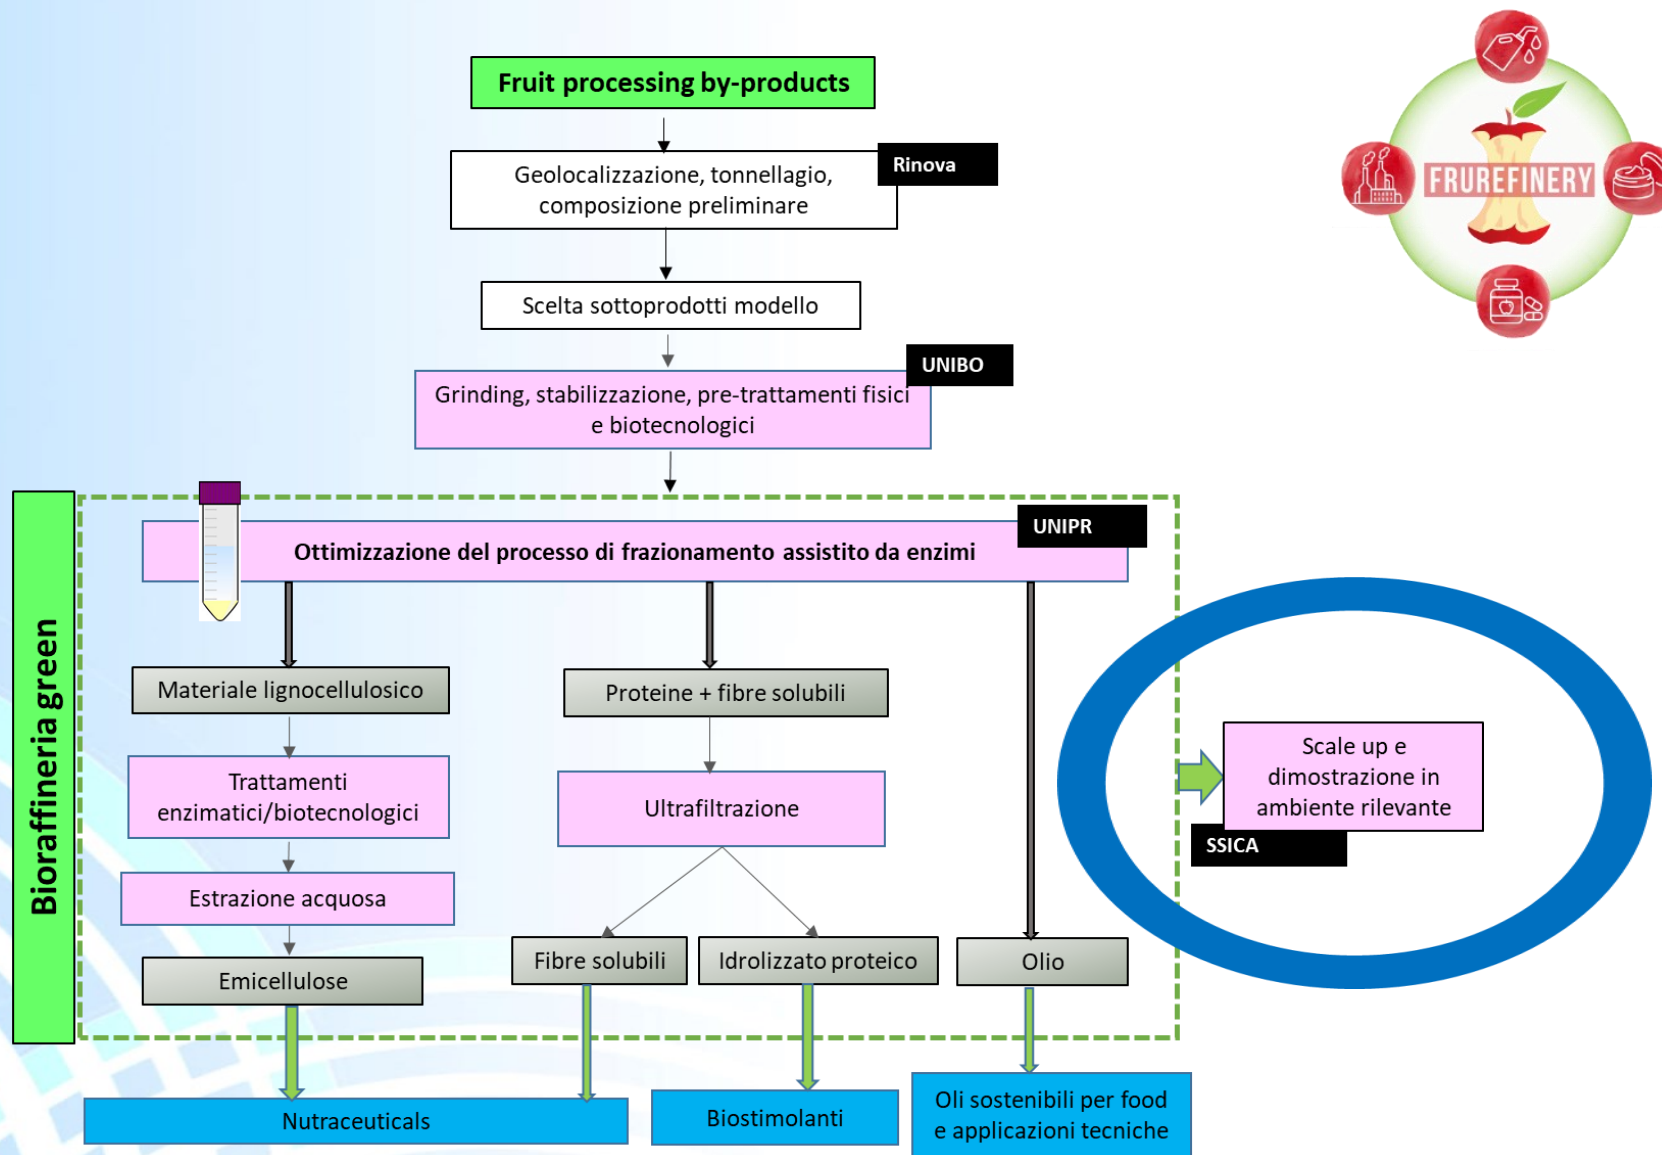 Fruit processing by-products
Rinova
Geolocalizzazione, tonnellagio,
composizione preliminare
FRUREFINERY
Scelta sottoprodotti modello
UNIBO
Grinding, stabilizzazione, pre-trattamenti fisici
e biotecnologici
Bioraffineria green
UNIPR
Ottimizzazione del processo di frazionamento assistito da enzimi
Materiale lignocellulosico
Proteine + fibre solubili
Trattamenti
enzimatici/biotecnologici
Ultrafiltrazione
Scale up e
dimostrazione in
ambiente rilevante
SSICA
Estrazione acquosa
Emicellulose
Fibre solubili
Idrolizzato proteico
Olio
Nutraceuticals
Biostimolanti
Oli sostenibili per food
e applicazioni tecniche